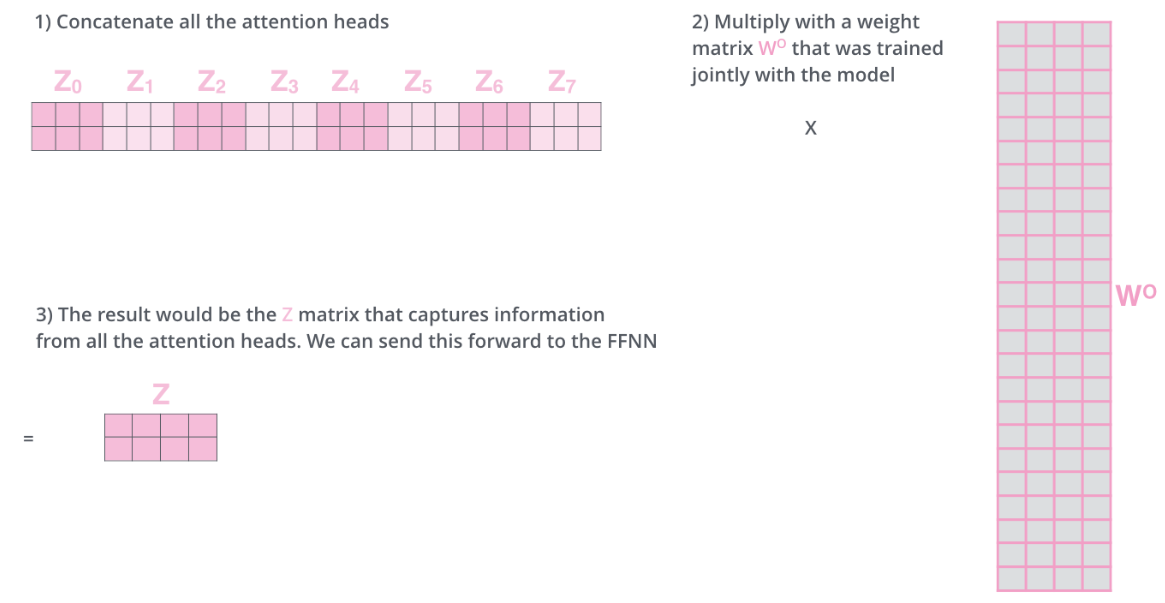 1) Concatenate all the attention heads
Z0 Z1 Z2 Z3 Z4 Z5 Z6 Z7
2) Multiply with a weight
matrix Wᴼ that was trained
jointly with the model
X
Wᴼ
3) The result would be the Z matrix that captures information
from all the attention heads. We can send this forward to the FFNN
Z
=